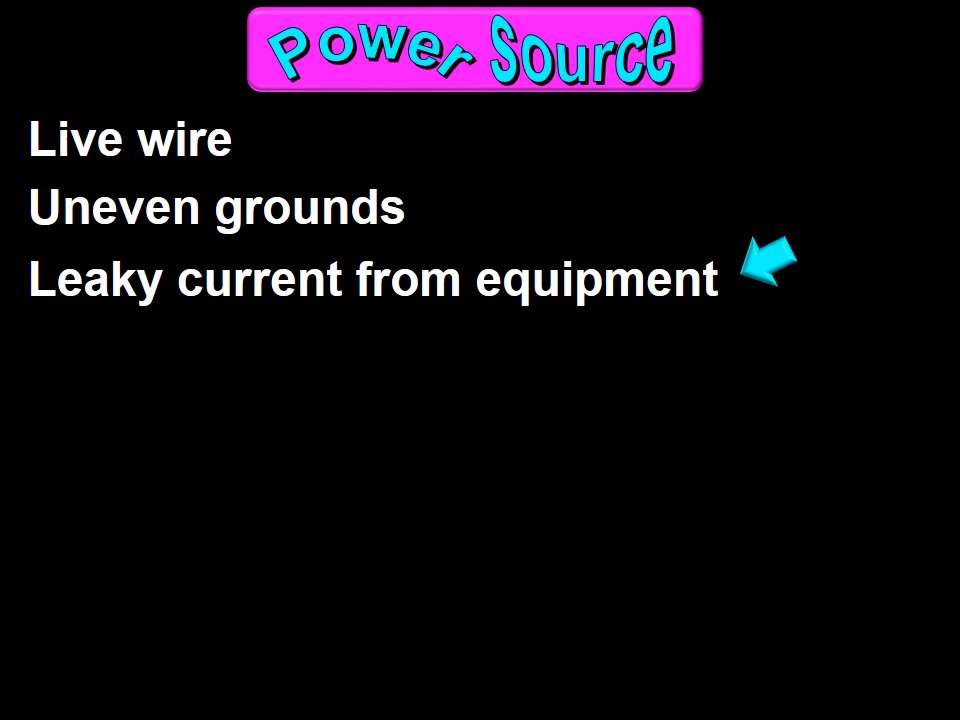 Power Source
Live wire
Uneven grounds
Leaky current from equipment